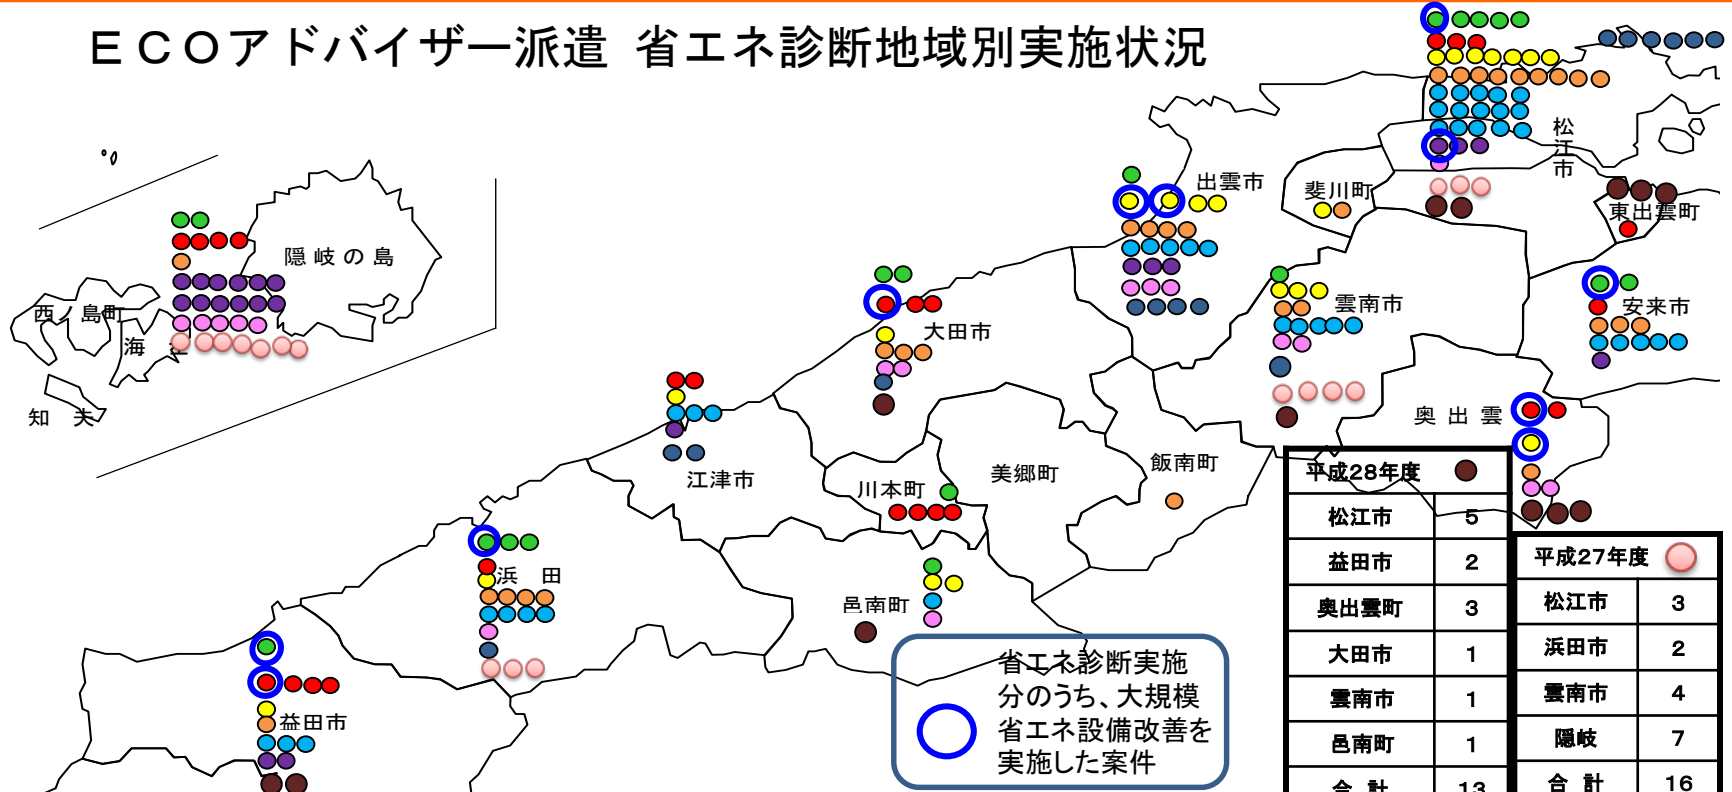 ECOアドバイザー派遣 省エネ診断地域別実施状況
松江市
出雲市
斐川町
東出雲町
隠岐の島
西ノ島町
海士
知 夫
雲南市
安来市
大田市
奥出雲
飯南町
美郷町
川本町
江津市
浜 田
邑南町
益田市
省エネ診断実施
分のうち、大規模
省エネ設備改善を
実施した案件
平成28年度
松江市 5
益田市 2
奥出雲町 3
大田市 1
雲南市 1
邑南町 1
合 計 13
平成27年度
松江市 3
浜田市 2
雲南市 4
隠岐 7
合 計 16